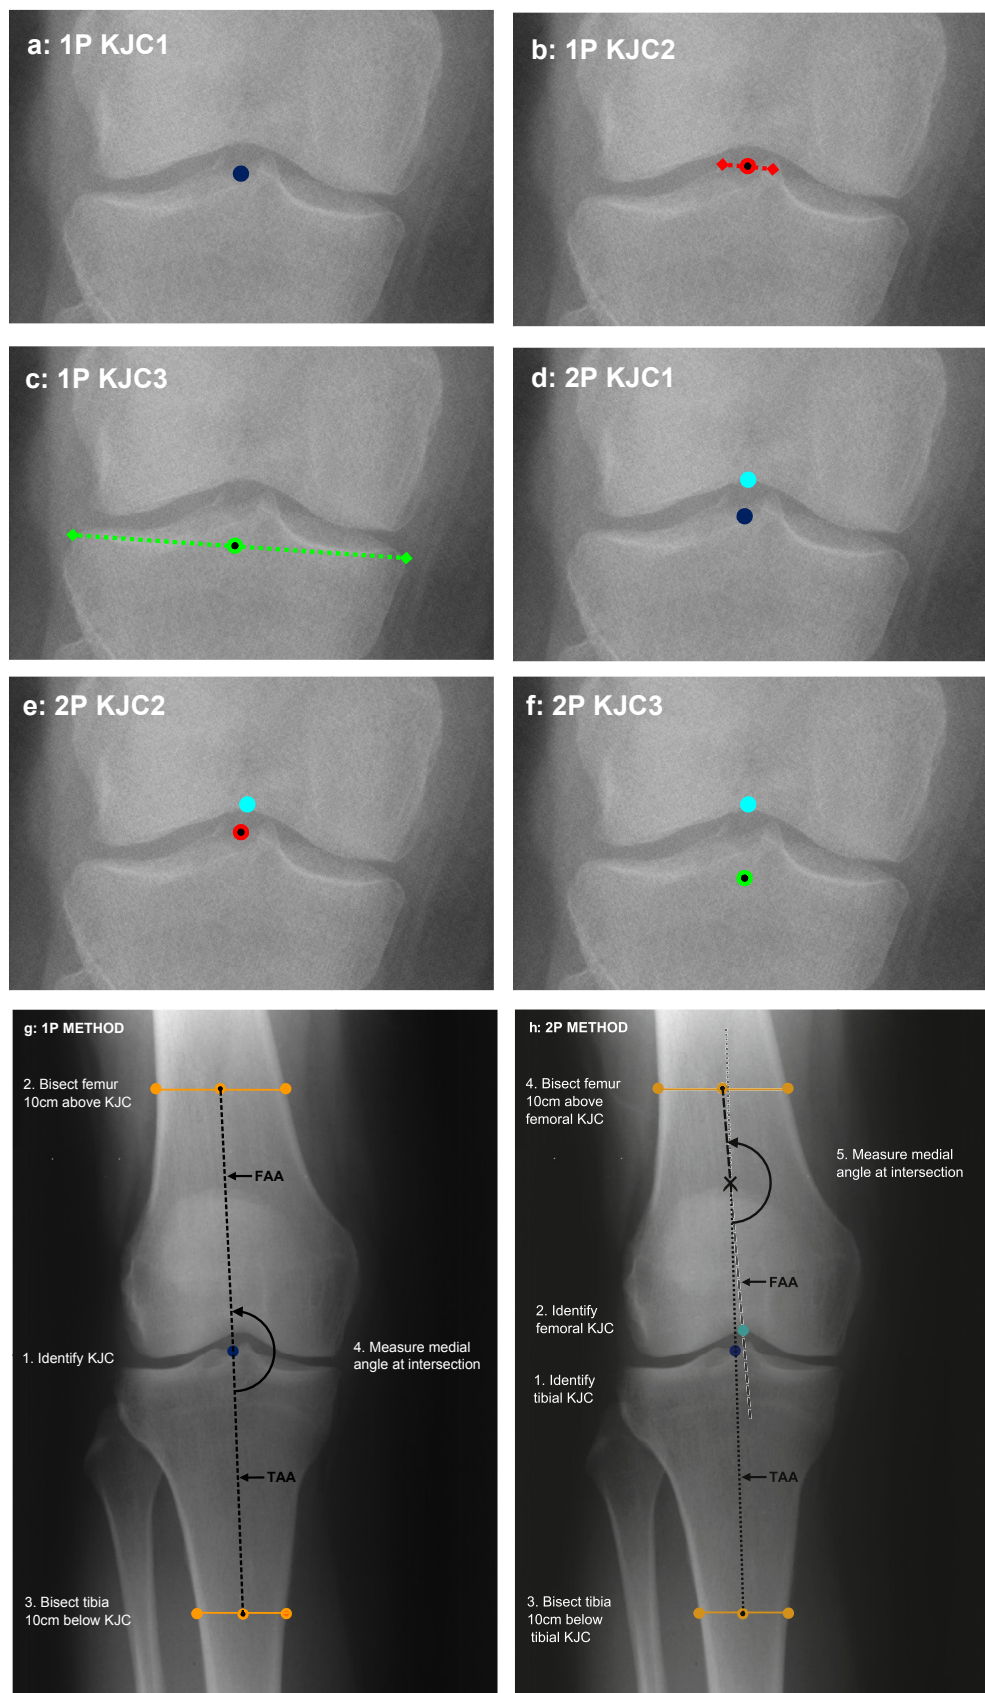 a: 1P KJC1
b: 1P KJC2
c: 1P KJC3
d: 2P KJC1
e: 2P KJC2
f: 2P KJC3
g: 1P METHOD
2. Bisect femur
10cm above KJC
FAA
1. Identify KJC
4. Measure medial
angle at intersection
TAA
3. Bisect tibia
10cm below KJC
h: 2P METHOD
4. Bisect femur
10cm above
femoral KJC
5. Measure medial
angle at intersection
FAA
2. Identify
femoral KJC
1. Identify
tibial KJC
TAA
3. Bisect tibia
10cm below
tibial KJC